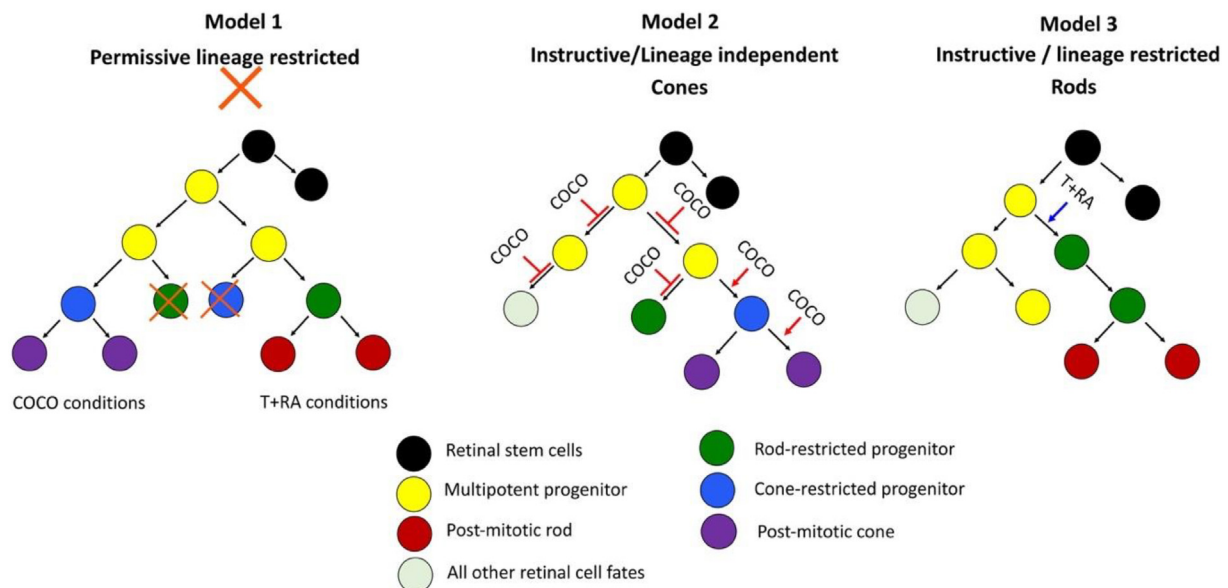 Model 1
Permissive lineage restricted
Model 2
Instructive/Lineage independent
Cones
Model 3
Instructive / lineage restricted
Rods
COCO
COCO
COCO
COCO
COCO
COCO
T+RA
COCO conditions
T+RA conditions
Retinal stem cells
Multipotent progenitor
Post-mitotic rod
All other retinal cell fates
Rod-restricted progenitor
Cone-restricted progenitor
Post-mitotic cone